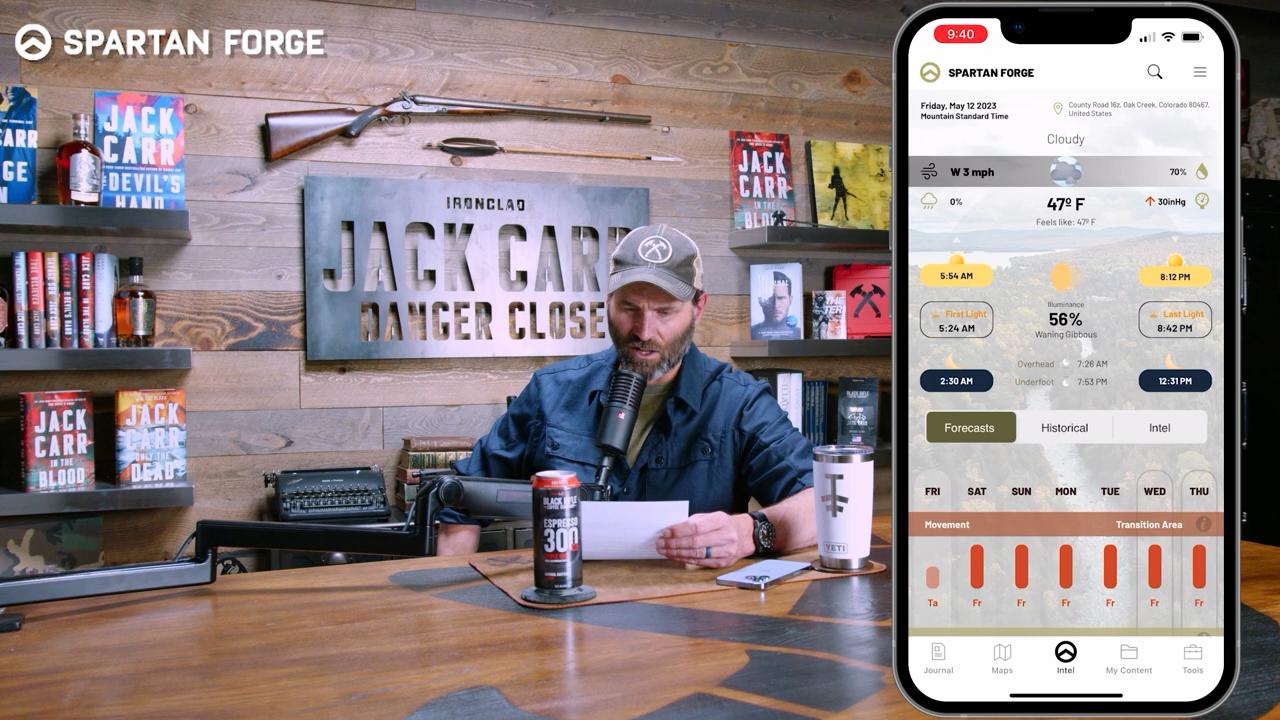 SPARTAN FORGE
JACK
CARR
DEVIL'S
HAND
CARR
GE
IRONCLAD
JACK CARR
DANGER CLOSE
JACK
CARR
IN THE
JACK
CARR
IN THE
BLOOD
JACK
CARR
ONLY THE
DEAD
BLACK RIFLE
ESPRESSO
300
YETI
9:40
SPARTAN FORGE
Friday, May 12 2023
Mountain Standard Time
County Road 16z, Oak Creek, Colorado 80467,
United States
Cloudy
W 3 mph
70%
0%
47º F
30inHg
Feels like: 47º F
5:54 AM
8:12 PM
First Light
5:24 AM
Illuminance
56%
Waning Gibbous
Last Light
8:42 PM
Overhead 7:26 AM
Underfoot 7:53 PM
2:30 AM
12:31 PM
Forecasts Historical Intel
FRI SAT SUN MON TUE WED THU
Movement Transition Area
Ta Fr Fr Fr Fr Fr Fr
Journal Maps Intel My Content Tools